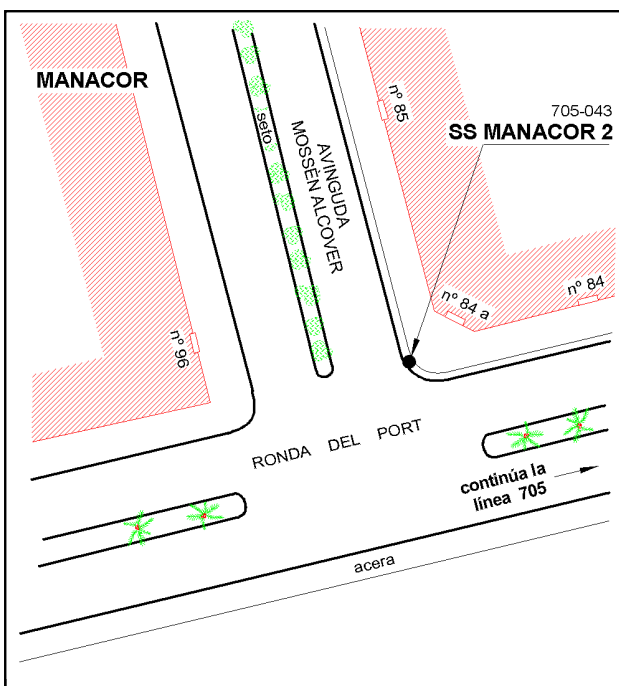 MANACOR
seto
AVINGUDA
MOSSÈN ALCOVER
nº 85
705-043
SS MANACOR 2
nº 84 a
nº 84
nº 96
RONDA DEL PORT
continúa la
línea 705
acera